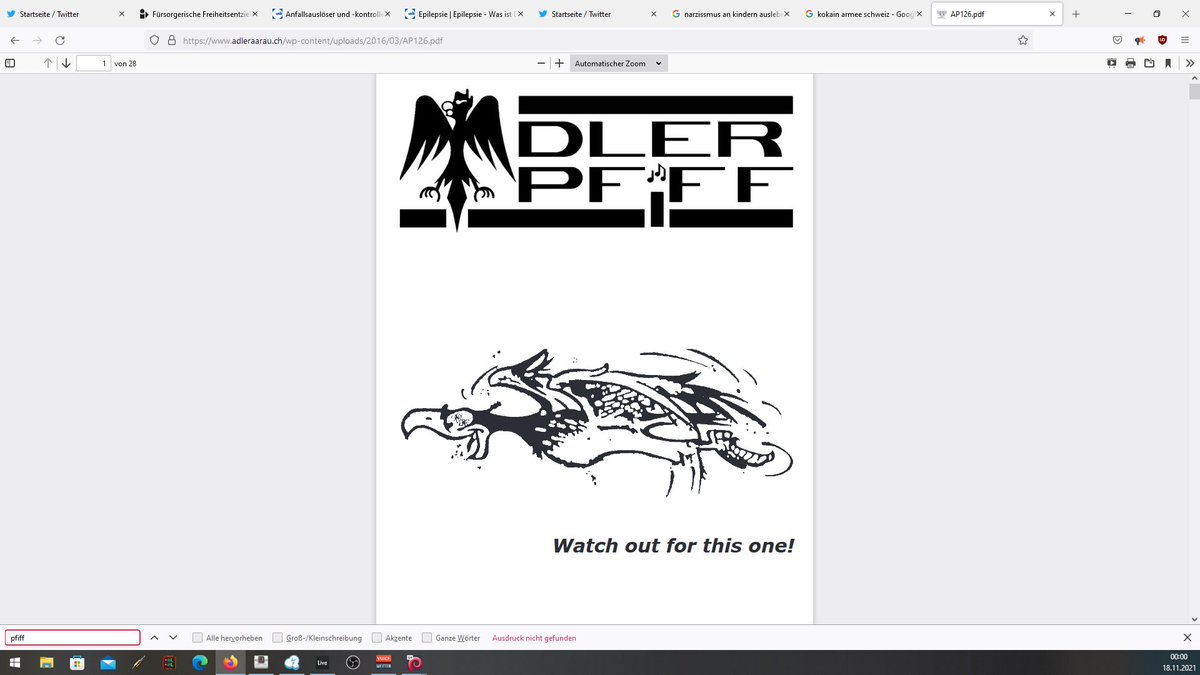 Startseite / Twitter
Fürsorgerische Freiheitsentzie
Anfallsauslöser und -kontrolle
Epilepsie | Epilepsie - Was ist
Startseite / Twitter
narzissmus an kindern ausleb
kokain armee schweiz - Goog
AP126.pdf
https://www.adleraarau.ch/wp-content/uploads/2016/03/AP126.pdf
1 von 28
Automatischer Zoom
ADLER
PFIFF
Watch out for this one!
pfiff
Alle hervorheben
Groß-/Kleinschreibung
Akzente
Ganze Wörter
Ausdruck nicht gefunden
Live
00:00
18.11.2021